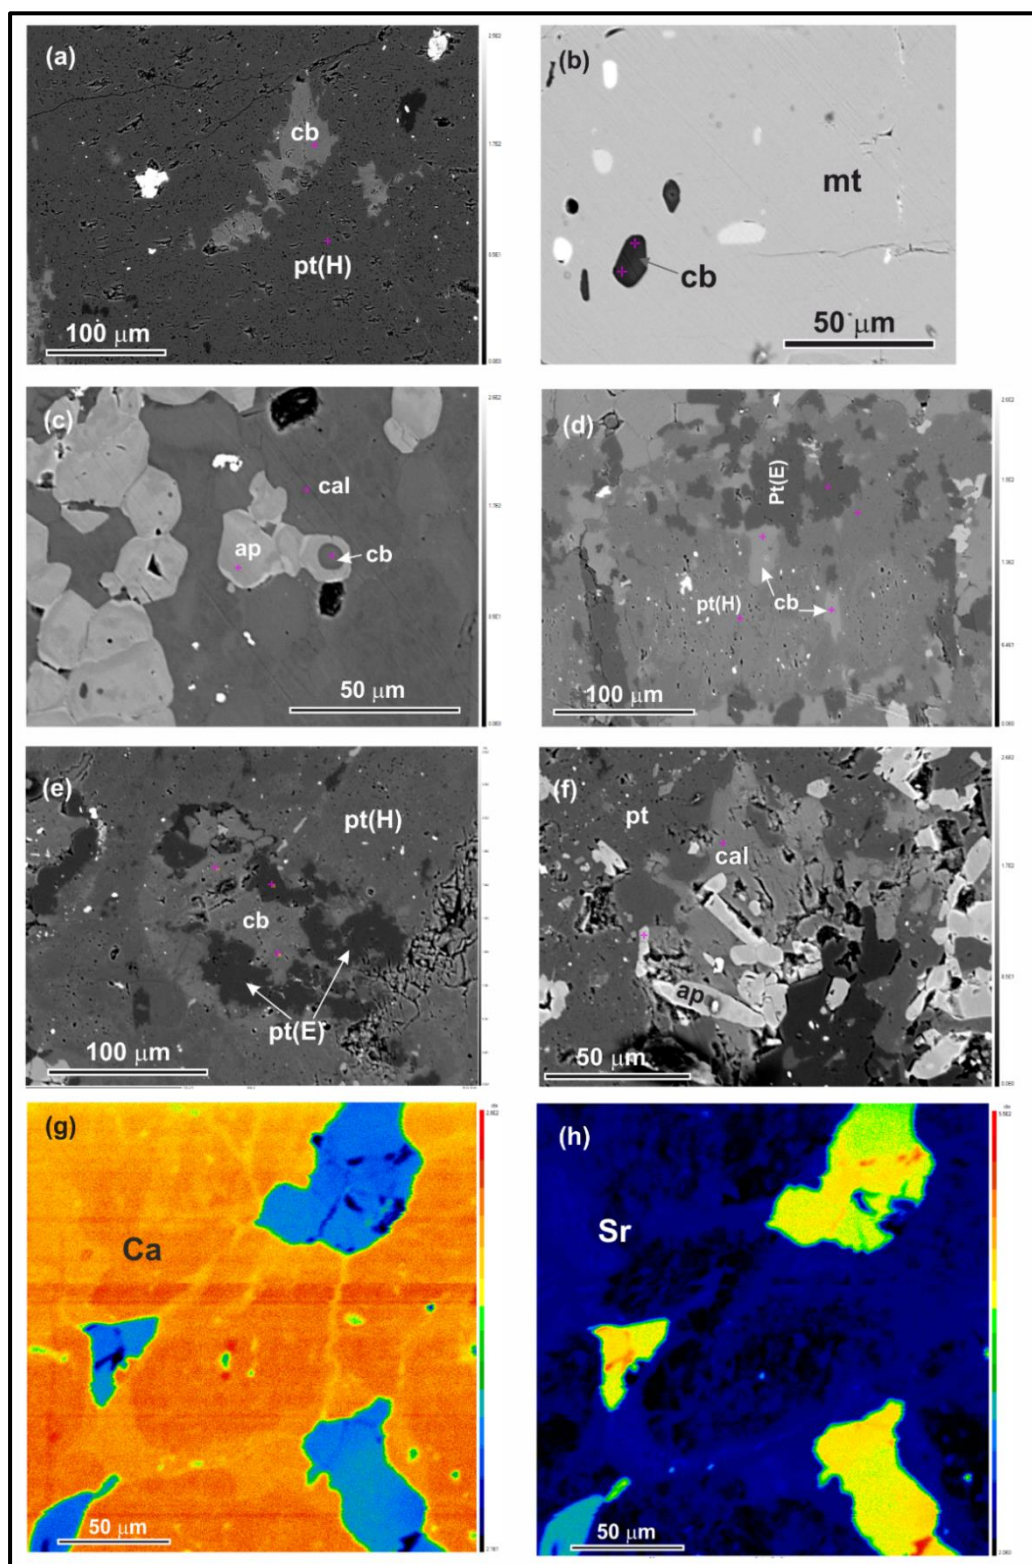 (a)
cb
pt(H)
100 μm
(b)
mt
cb
50 μm
(c)
cal
ap
cb
50 μm
(d)
Pt(E)
pt(H)
cb
100 μm
(e)
pt(H)
cb
pt(E)
100 μm
(f)
pt
cal
ap
50 μm
(g)
Ca
50 μm
(h)
Sr
50 μm